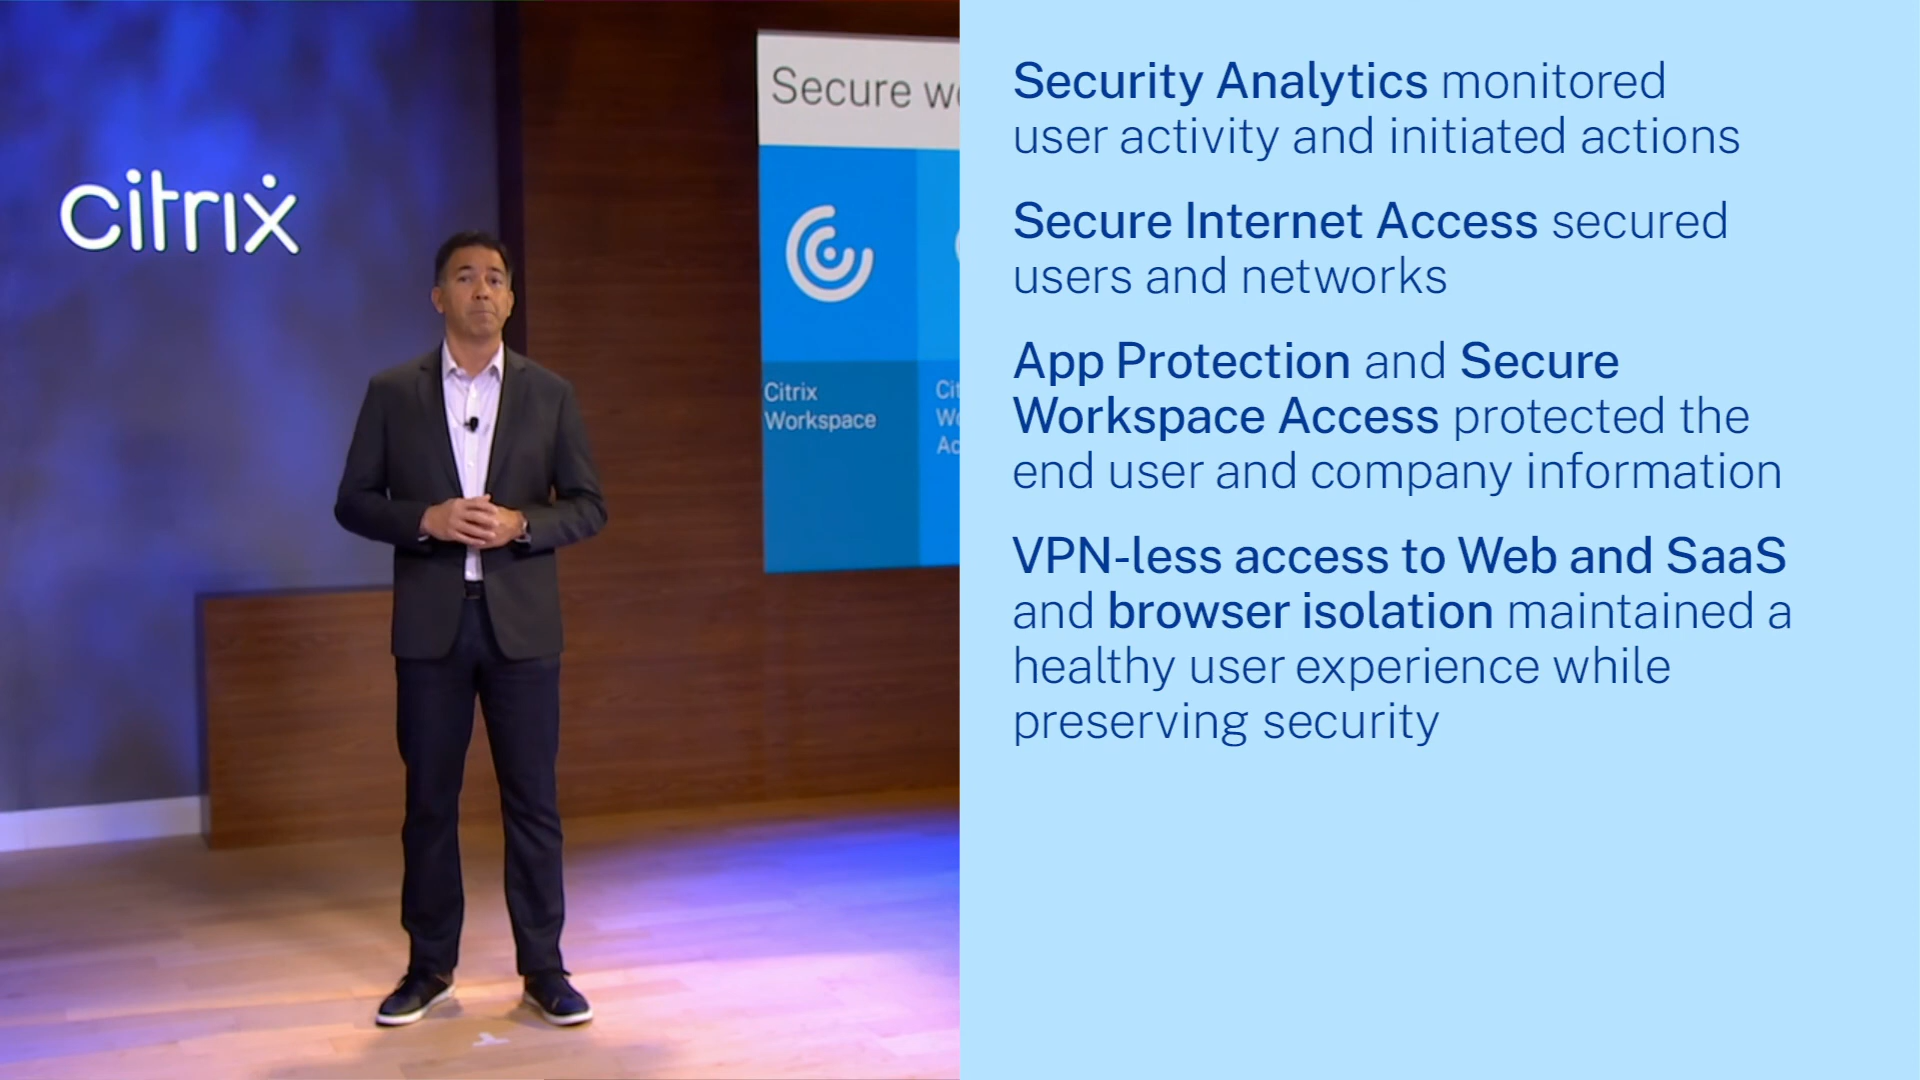 citrix
Secure
Citrix
Workspace
Security Analytics monitored
user activity and initiated actions
Secure Internet Access secured
users and networks
App Protection and Secure
Workspace Access protected the
end user and company information
VPN-less access to Web and SaaS
and browser isolation maintained a
healthy user experience while
preserving security